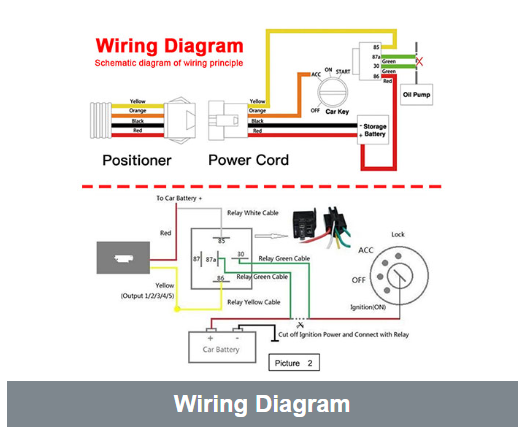 Wiring Diagram
Schematic diagram of wiring principle
85
87a
Green
30
Green
86
Red
Oil Pump
ACC
ON
START
OFF
Car Key
Yellow
Orange
Black
Red
Yellow
Orange
Black
Red
- Storage
+ Battery
Positioner
Power Cord
To Car Battery +
Relay White Cable
Red
85
87
87a
30
Relay Green Cable
Relay Green Cable
86
Yellow
(Output 1/2/3/4/5)
Relay Yellow Cable
Lock
ACC
OFF
Ignition(ON)
+ -
Car Battery
Cut off Ignition Power and Connect with Relay
Picture 2
Wiring Diagram